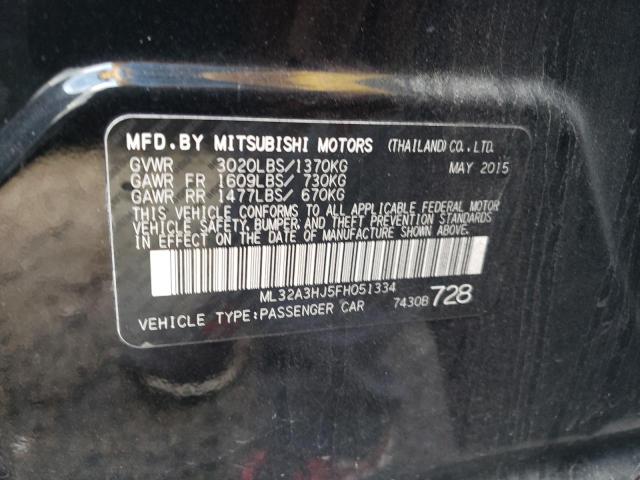 MFD.BY MITSUBISHI MOTORS (THAILAND) CO., LTD.
GVWR 3020LBS/1370KG MAY 2015
GAWR FR 1609LBS/ 730KG
GAWR RR 1477LBS/ 670KG
THIS VEHICLE CONFORMS TO ALL APPLICABLE FEDERAL MOTOR
VEHICLE SAFETY, BUMPER, AND THEFT PREVENTION STANDARDS
IN EFFECT ON THE DATE OF MANUFACTURE SHOWN ABOVE.
ML32A3HJ5FH051334
VEHICLE TYPE:PASSENGER CAR 7430B 728